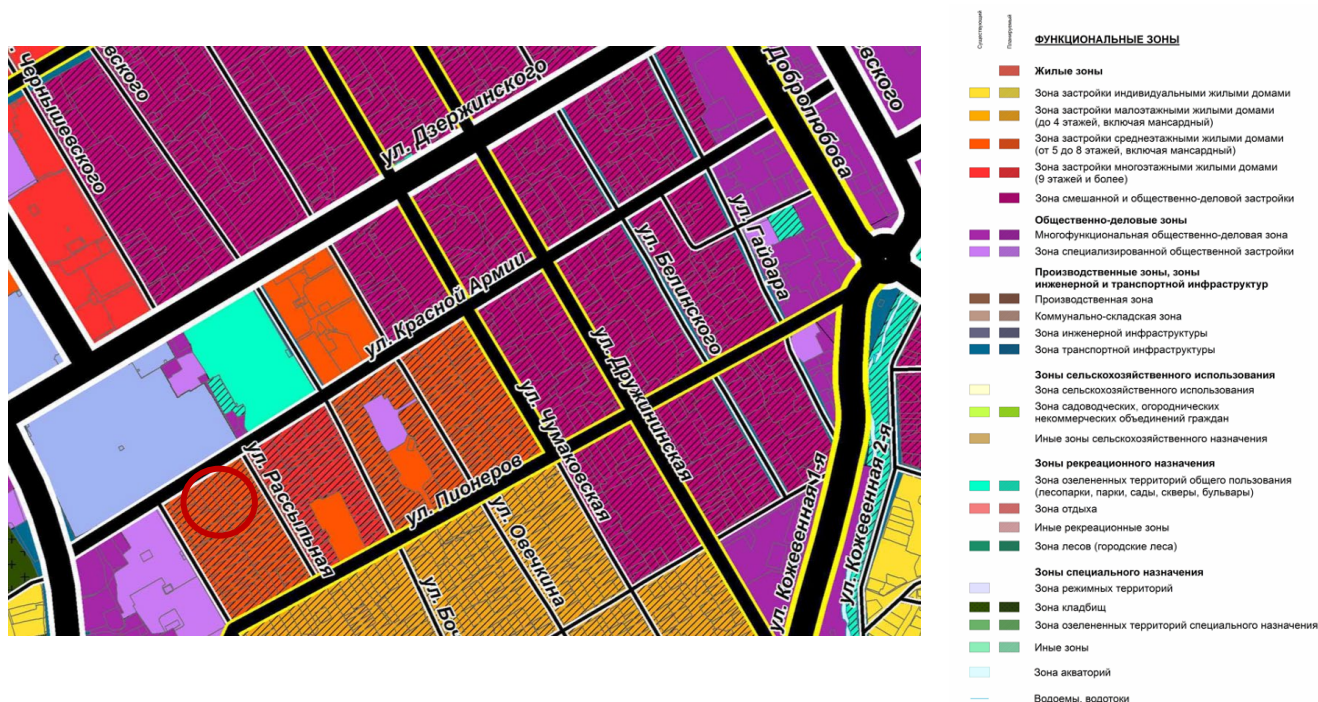 Чернышевского
вского
ул. Дзержинского
Добролюбова
вского
ул. Гайдара
ул. Белинского
ул. Красной Армии
ул. Дружининская
ул. Чумаковская
ул. Пионеров
ул. Рассыльная
ул. Овечкина
ул. Боч
ул. Кожевенная 1-я
ул. Кожевенная 2-я
Существующий
Планируемый
ФУНКЦИОНАЛЬНЫЕ ЗОНЫ
Жилые зоны
Зона застройки индивидуальными жилыми домами
Зона застройки малоэтажными жилыми домами
(до 4 этажей, включая мансардный)
Зона застройки среднеэтажными жилыми домами
(от 5 до 8 этажей, включая мансардный)
Зона застройки многоэтажными жилыми домами
(9 этажей и более)
Зона смешанной и общественно-деловой застройки
Общественно-деловые зоны
Многофункциональная общественно-деловая зона
Зона специализированной общественной застройки
Производственные зоны, зоны
инженерной и транспортной инфраструктур
Производственная зона
Коммунально-складская зона
Зона инженерной инфраструктуры
Зона транспортной инфраструктуры
Зоны сельскохозяйственного использования
Зона сельскохозяйственного использования
Зона садоводческих, огороднических
некоммерческих объединений граждан
Иные зоны сельскохозяйственного назначения
Зоны рекреационного назначения
Зона озелененных территорий общего пользования
(лесопарки, парки, сады, скверы, бульвары)
Зона отдыха
Иные рекреационные зоны
Зона лесов (городские леса)
Зоны специального назначения
Зона режимных территорий
Зона кладбищ
Зона озелененных территорий специального назначения
Иные зоны
Зона акваторий
Водоемы, водотоки